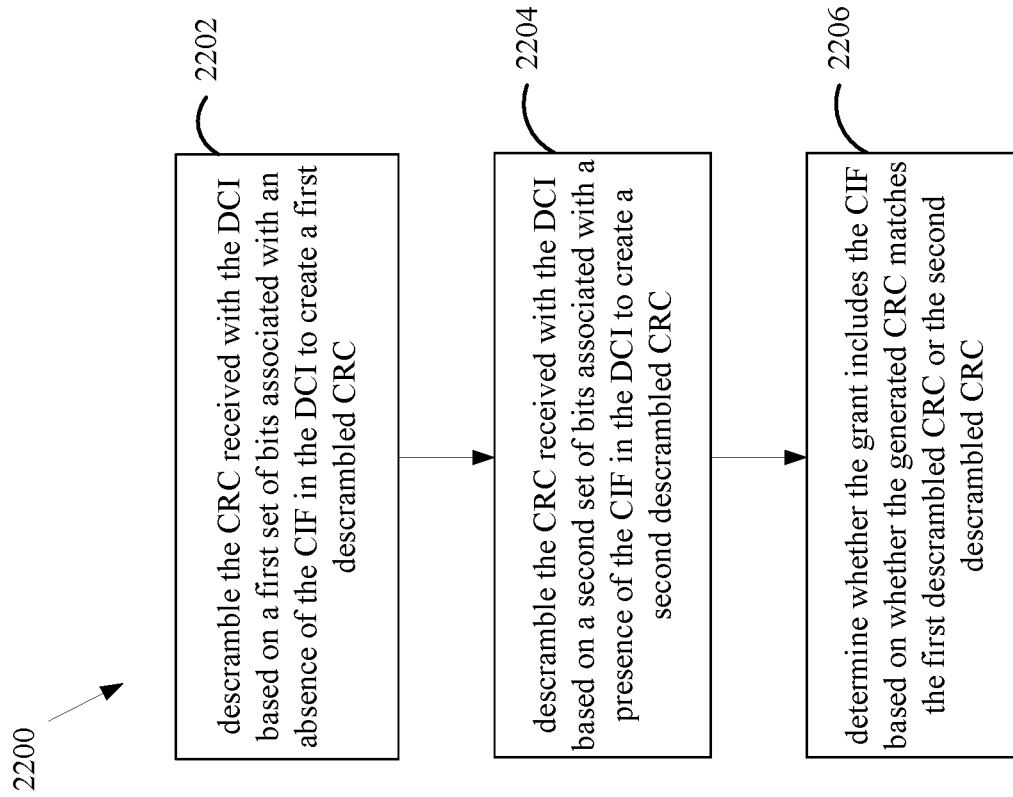 2200
2202
descramble the CRC received with the DCI
based on a first set of bits associated with an
absence of the CIF in the DCI to create a first
descrambled CRC
2204
descramble the CRC received with the DCI
based on a second set of bits associated with a
presence of the CIF in the DCI to create a
second descrambled CRC
2206
determine whether the grant includes the CIF
based on whether the generated CRC matches
the first descrambled CRC or the second
descrambled CRC